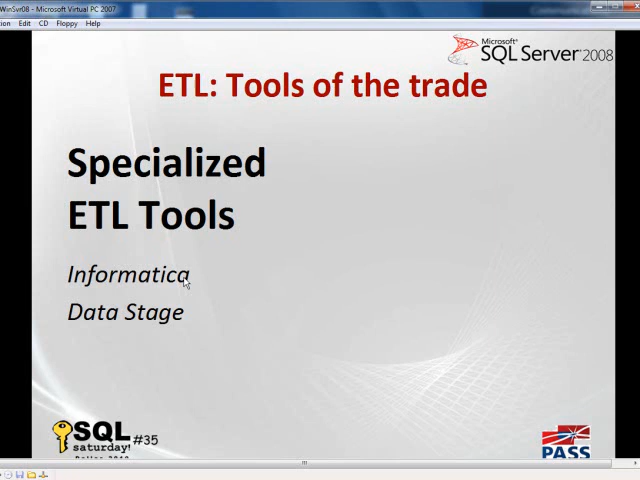 WinSvr08 - Microsoft Virtual PC 2007
Edit CD Floppy Help
Microsoft®
SQL Server®2008
ETL: Tools of the trade
Specialized
ETL Tools
Informatica
Data Stage
SQL
saturday!
#35
PASS